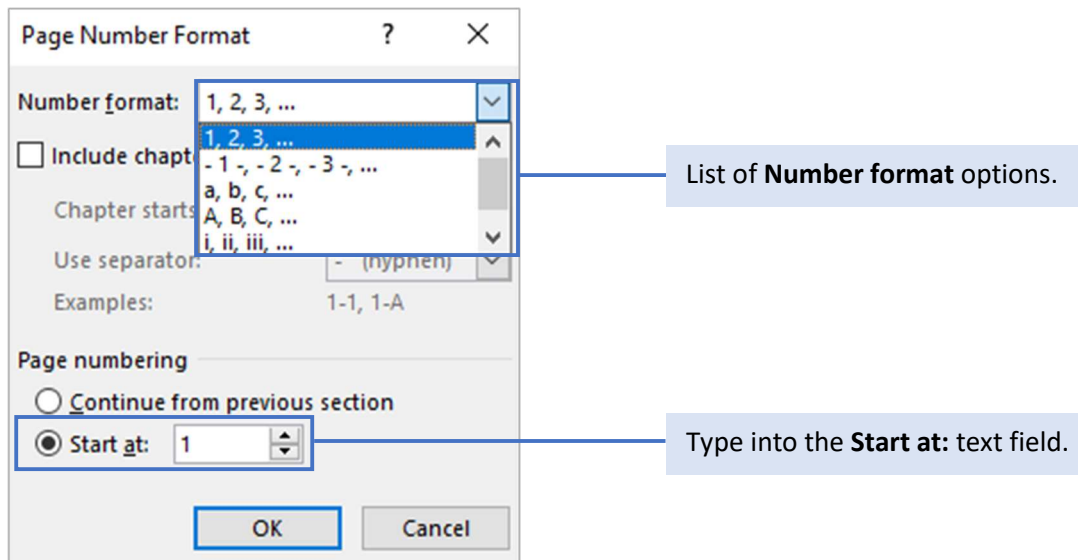 Page Number Format ? ×
Number format: 1, 2, 3, ...
1, 2, 3, ...
Include chapt
- 1 -, - 2 -, - 3 -, ...
a, b, c, ...
Chapter starts
A, B, C, ...
i, ii, iii, ...
Use separator: - (hyphen)
Examples: 1-1, 1-A
List of Number format options.
Page numbering
Continue from previous section
Start at: 1
Type into the Start at: text field.
OK Cancel